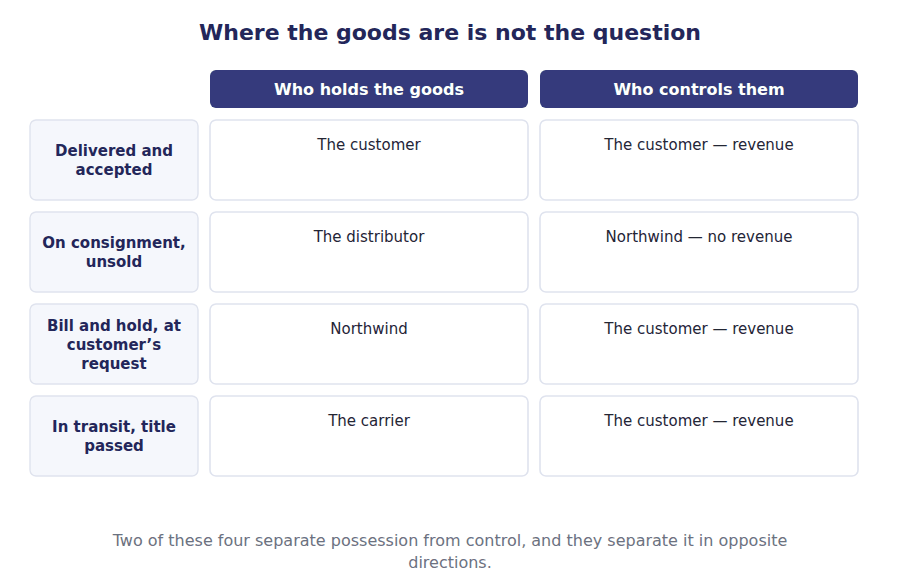 Where the goods are is not the question
Who holds the goods
Who controls them
Delivered and
accepted
The customer
The customer — revenue
On consignment,
unsold
The distributor
Northwind — no revenue
Bill and hold, at
customer’s
request
Northwind
The customer — revenue
In transit, title
passed
The carrier
The customer — revenue
Two of these four separate possession from control, and they separate it in opposite
directions.